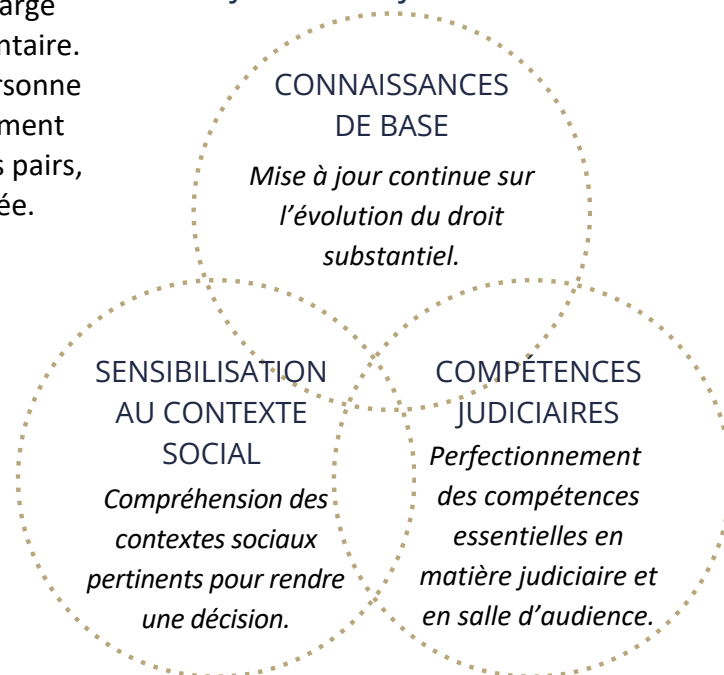 ntaire.
rsonne
ment
s pairs,
ée.
CONNAISSANCES
DE BASE
Mise à jour continue sur
l’évolution du droit
substantiel.
SENSIBILISATION
AU CONTEXTE
SOCIAL
Compréhension des
contextes sociaux
pertinents pour rendre
une décision.
COMPÉTENCES
JUDICIAIRES
Perfectionnement
des compétences
essentielles en
matière judiciaire et
en salle d’audience.